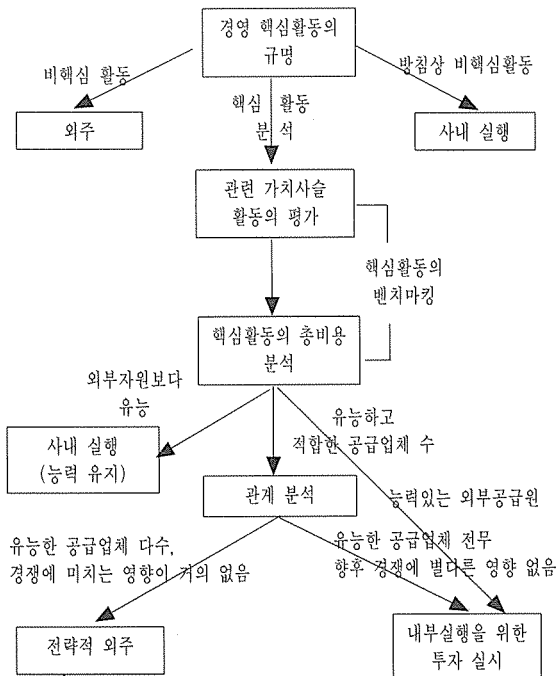 경영 핵심활동의
규명
비핵심 활동
방침상 비핵심활동
핵심 활동
분 석
외주
사내 실행
관련 가치사슬
활동의 평가
핵심활동의
벤치마킹
핵심활동의 총비용
분석
외부자원보다
유능
유능하고
적합한 공급업체 수
사내 실행
(능력 유지)
관계 분석
능력있는 외부공급원
유능한 공급업체 다수,
경쟁에 미치는 영향이 거의 없음
유능한 공급업체 전무
향후 경쟁에 별다른 영향 없음
전략적 외주
내부실행을 위한
투자 실시